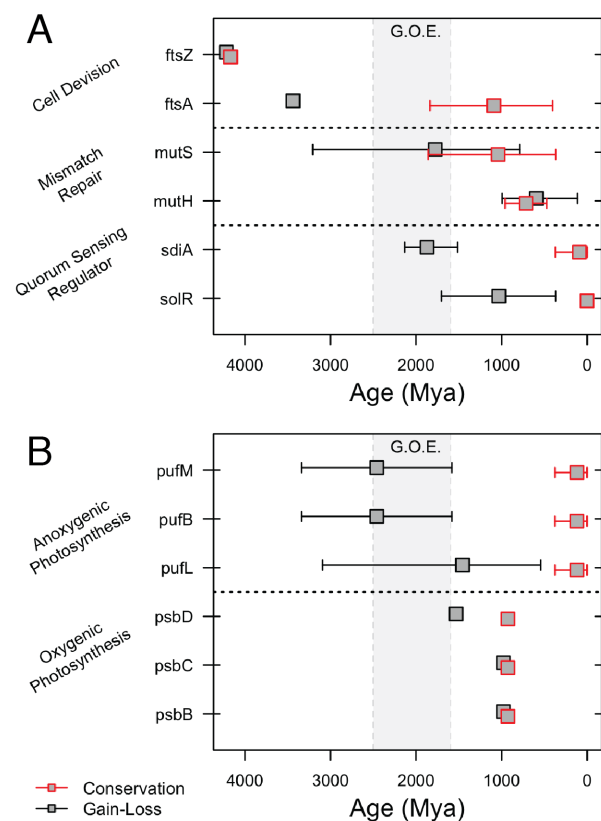 A
G.O.E.
Cell Devision
ftsZ
ftsA
Mismatch
Repair
mutS
mutH
Quorum Sensing
Regulator
sdiA
solR
4000 3000 2000 1000 0
Age (Mya)
B
G.O.E.
Anoxygenic
Photosynthesis
pufM
pufB
pufL
Oxygenic
Photosynthesis
psbD
psbC
psbB
4000 3000 2000 1000 0
Age (Mya)
Conservation
Gain-Loss